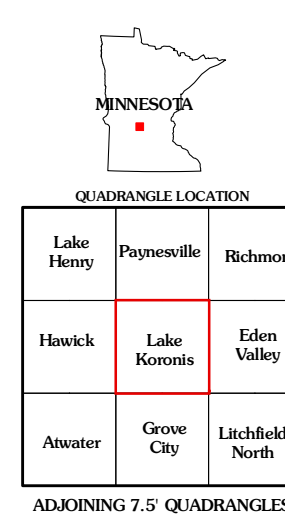 MINNESOTA
QUADRANGLE LOCATION
Lake Henry
Paynesville
Richmon
Hawick
Lake Koronis
Eden Valley
Atwater
Grove City
Litchfield North
ADJOINING 7.5' QUADRANGLES